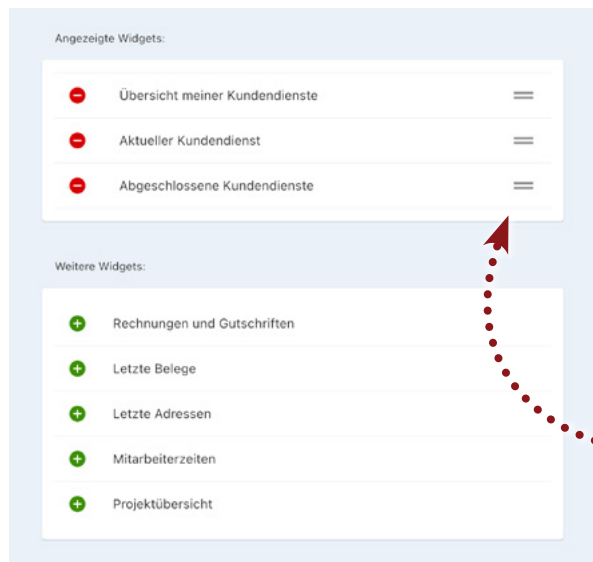 Angezeigte Widgets:
Übersicht meiner Kundendienste
Aktueller Kundendienst
Abgeschlossene Kundendienste
Weitere Widgets:
Rechnungen und Gutschriften
Letzte Belege
Letzte Adressen
Mitarbeiterzeiten
Projektübersicht